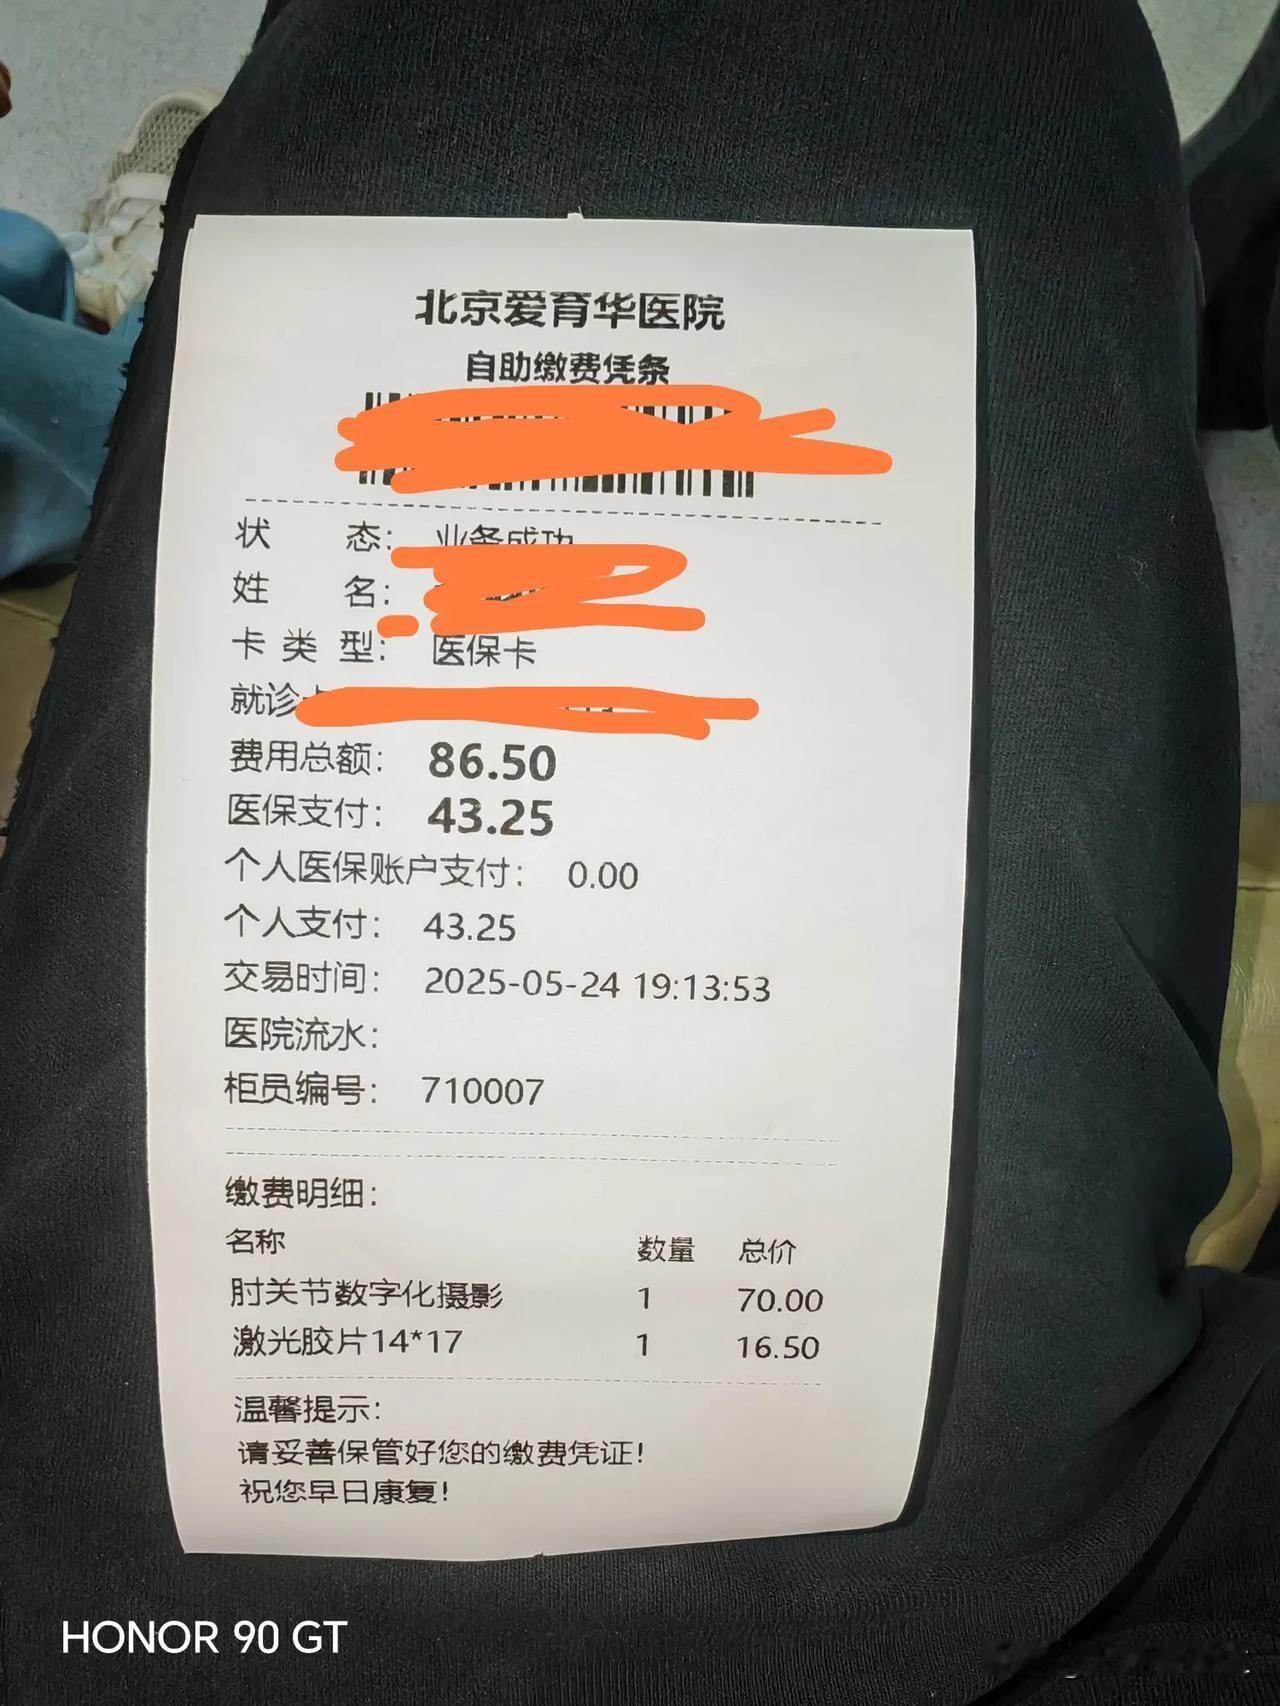 北京爱育华医院
自助缴费凭条
状 态: 业务成功
姓 名:
卡 类 型: 医保卡
就诊
费用总额: 86.50
医保支付: 43.25
个人医保账户支付: 0.00
个人支付: 43.25
交易时间: 2025-05-24 19:13:53
医院流水:
柜员编号: 710007
缴费明细:
名称 数量 总价
肘关节数字化摄影 1 70.00
激光胶片14*17 1 16.50
温馨提示:
请妥善保管好您的缴费凭证!
祝您早日康复!
HONOR 90 GT